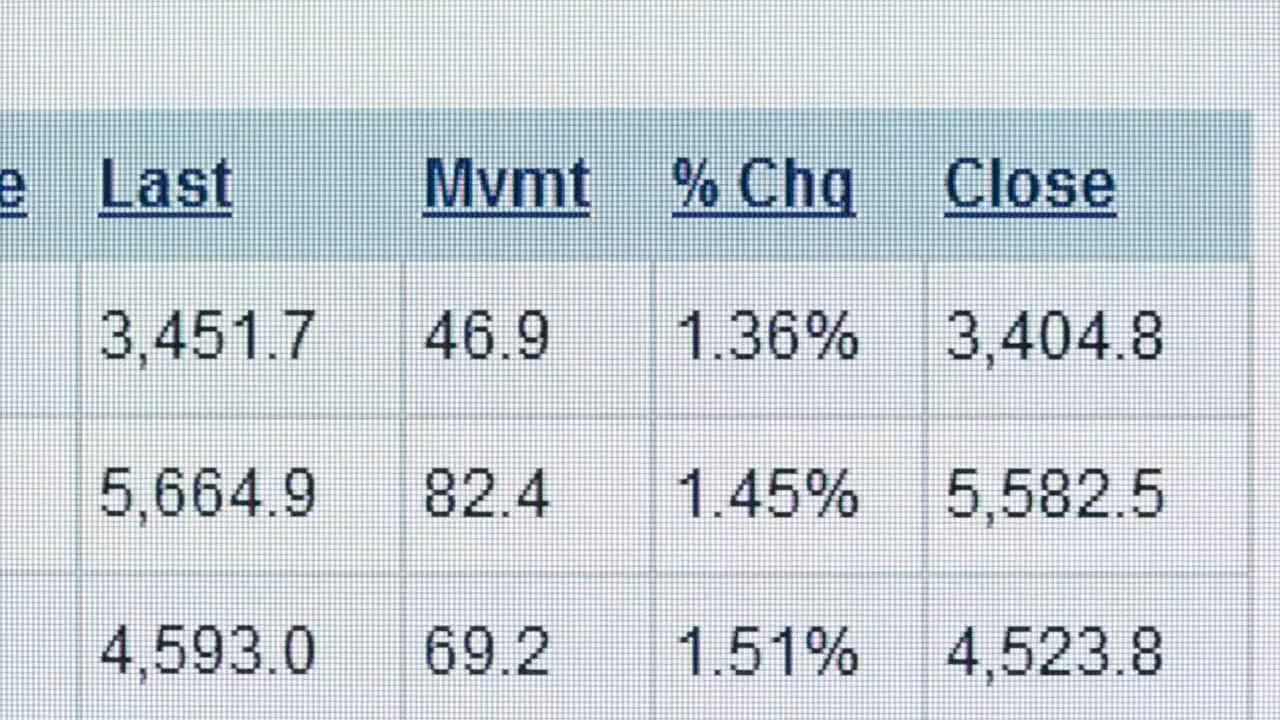 e Last Mvmt % Chg Close
3,451.7 46.9 1.36% 3,404.8
5,664.9 82.4 1.45% 5,582.5
4,593.0 69.2 1.51% 4,523.8